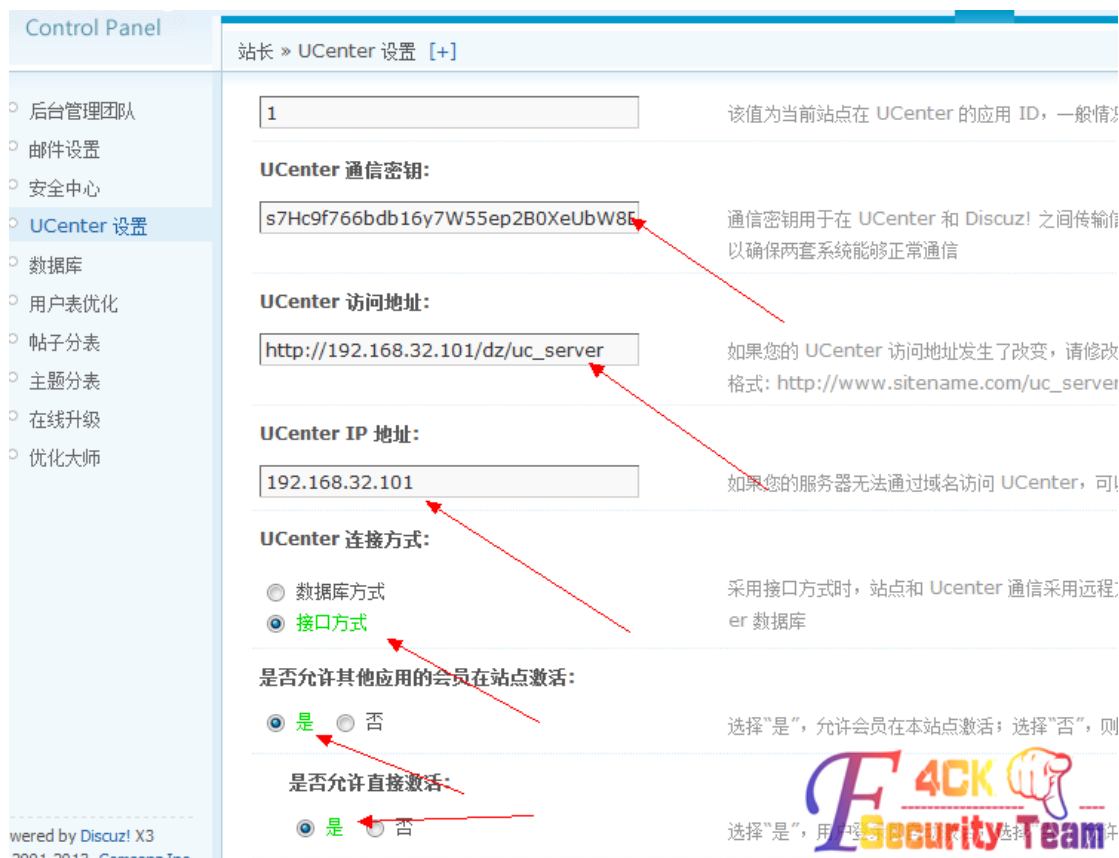 Control Panel
站长 » UCenter 设置 [+]
后台管理团队
邮件设置
安全中心
UCenter 设置
数据库
用户表优化
帖子分表
主题分表
在线升级
优化大师
1
该值为当前站点在 UCenter 的应用 ID，一般情况
UCenter 通信密钥:
s7Hc9f766bdb16y7W55ep2B0XeUbW8E
通信密钥用于在 UCenter 和 Discuz! 之间传输信
以确保两套系统能够正常通信
UCenter 访问地址:
http://192.168.32.101/dz/uc_server
如果您的 UCenter 访问地址发生了改变，请修改
格式: http://www.sitename.com/uc_server
UCenter IP 地址:
192.168.32.101
如果您的服务器无法通过域名访问 UCenter，可以
UCenter 连接方式:
数据库方式
接口方式
采用接口方式时，站点和 Ucenter 通信采用远程
er 数据库
是否允许其他应用的会员在站点激活:
是 否
选择“是”，允许会员在本站点激活；选择“否”，则
是否允许直接激活:
是 否
选择“是”，用户
wered by Discuz! X3
2001-2013, Comsenz Inc
F4CK
Security Team